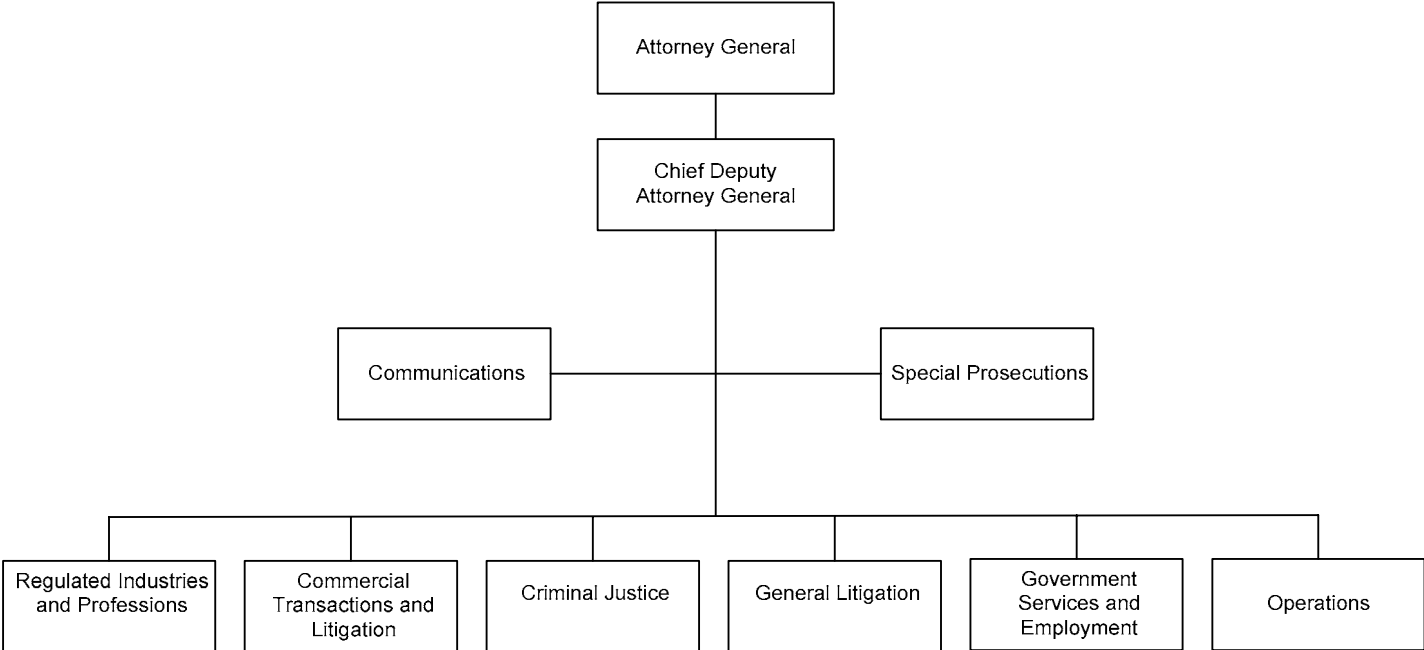 Attorney General
Chief Deputy
Attorney General
Communications
Special Prosecutions
Regulated Industries
and Professions
Commercial
Transactions and
Litigation
Criminal Justice
General Litigation
Government
Services and
Employment
Operations